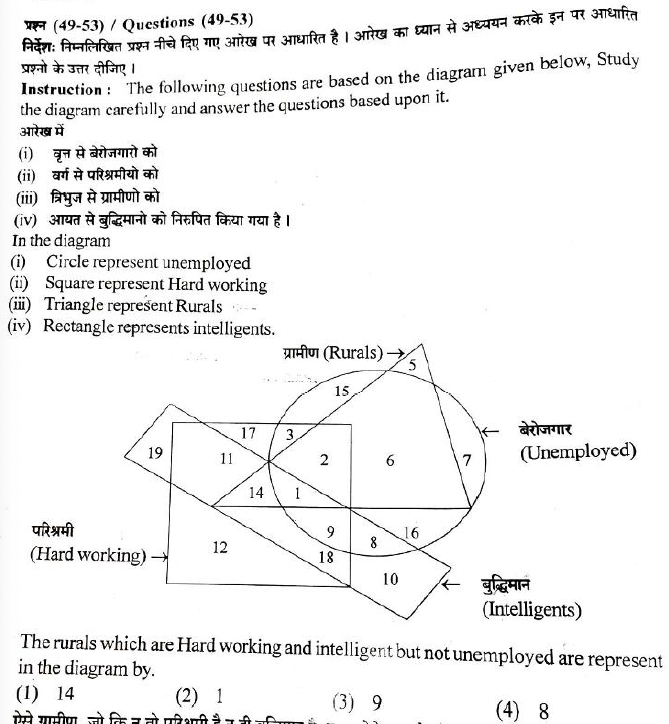 प्रश्न (49-53) / Questions (49-53)
निर्देशः निम्नलिखित प्रश्न नीचे दिए गए आरेख पर आधारित है । आरेख का ध्यान से अध्ययन करके इन पर आधारित
प्रश्नो के उत्तर दीजिए ।
Instruction : The following questions are based on the diagram given below, Study
the diagram carefully and answer the questions based upon it.
आरेख में
(i) वृत्त से बेरोजगारो को
(ii) वर्ग से परिश्रमीयो को
(iii) त्रिभुज से ग्रामीणो को
(iv) आयत से बुद्धिमानो को निरुपित किया गया है ।
In the diagram
(i) Circle represent unemployed
(ii) Square represent Hard working
(iii) Triangle represent Rurals
(iv) Rectangle represents intelligents.
ग्रामीण (Rurals)
5
15
17
3
बेरोजगार
19
11
2
6
7
(Unemployed)
14
1
परिश्रमी
9
16
(Hard working)
12
8
18
10
बुद्धिमान
(Intelligents)
The rurals which are Hard working and intelligent but not unemployed are represent
in the diagram by.
(1) 14
(2) 1
(3) 9
(4) 8
ऐसे ग्रामीण जो कि न तो परिश्रमी है न ही